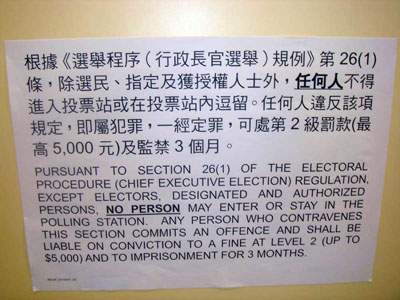 根據《選舉程序（行政長官選舉）規例》第 26(1)
條，除選民、指定及獲授權人士外，任何人不得
進入投票站或在投票站內逗留。任何人違反該項
規定，即屬犯罪，一經定罪，可處第 2 級罰款(最
高 5,000 元)及監禁 3 個月。
PURSUANT TO SECTION 26(1) OF THE ELECTORAL
PROCEDURE (CHIEF EXECUTIVE ELECTION) REGULATION,
EXCEPT ELECTORS, DESIGNATED AND AUTHORIZED
PERSONS, NO PERSON MAY ENTER OR STAY IN THE
POLLING STATION. ANY PERSON WHO CONTRAVENES
THIS SECTION COMMITS AN OFFENCE AND SHALL BE
LIABLE ON CONVICTION TO A FINE AT LEVEL 2 (UP TO
$5,000) AND TO IMPRISONMENT FOR 3 MONTHS.